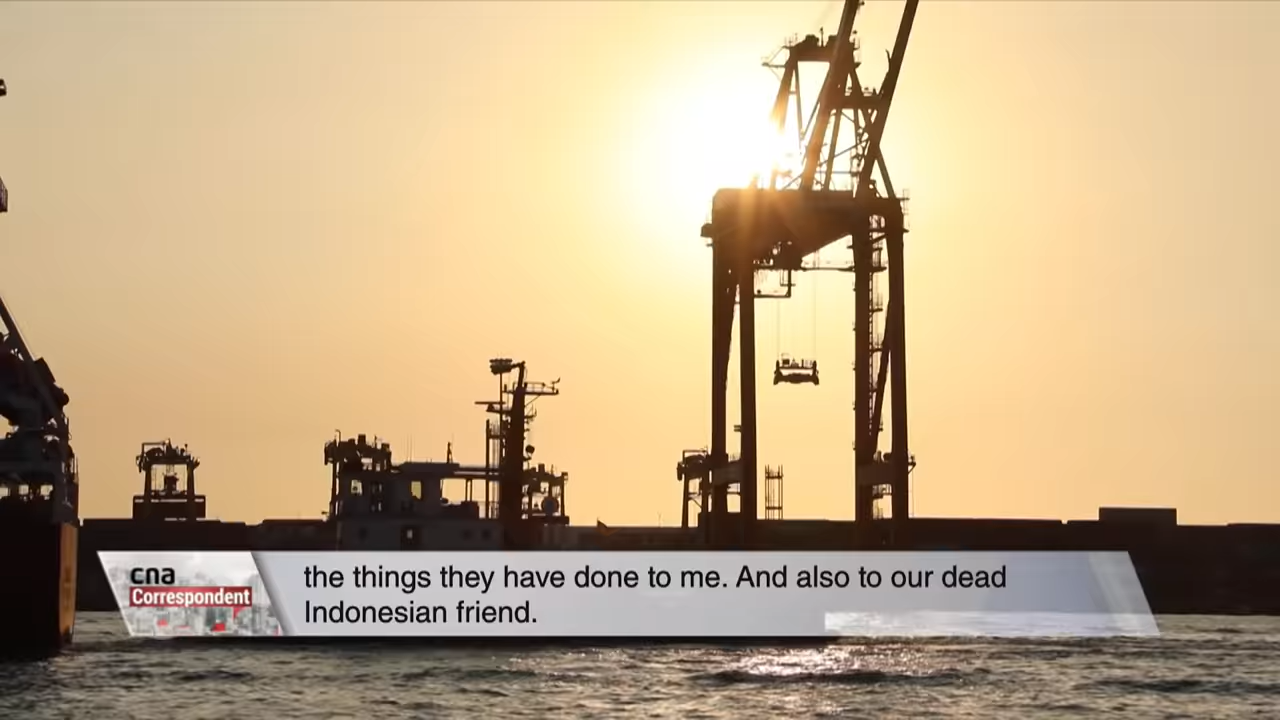 cna
Correspondent
the things they have done to me. And also to our dead
Indonesian friend.